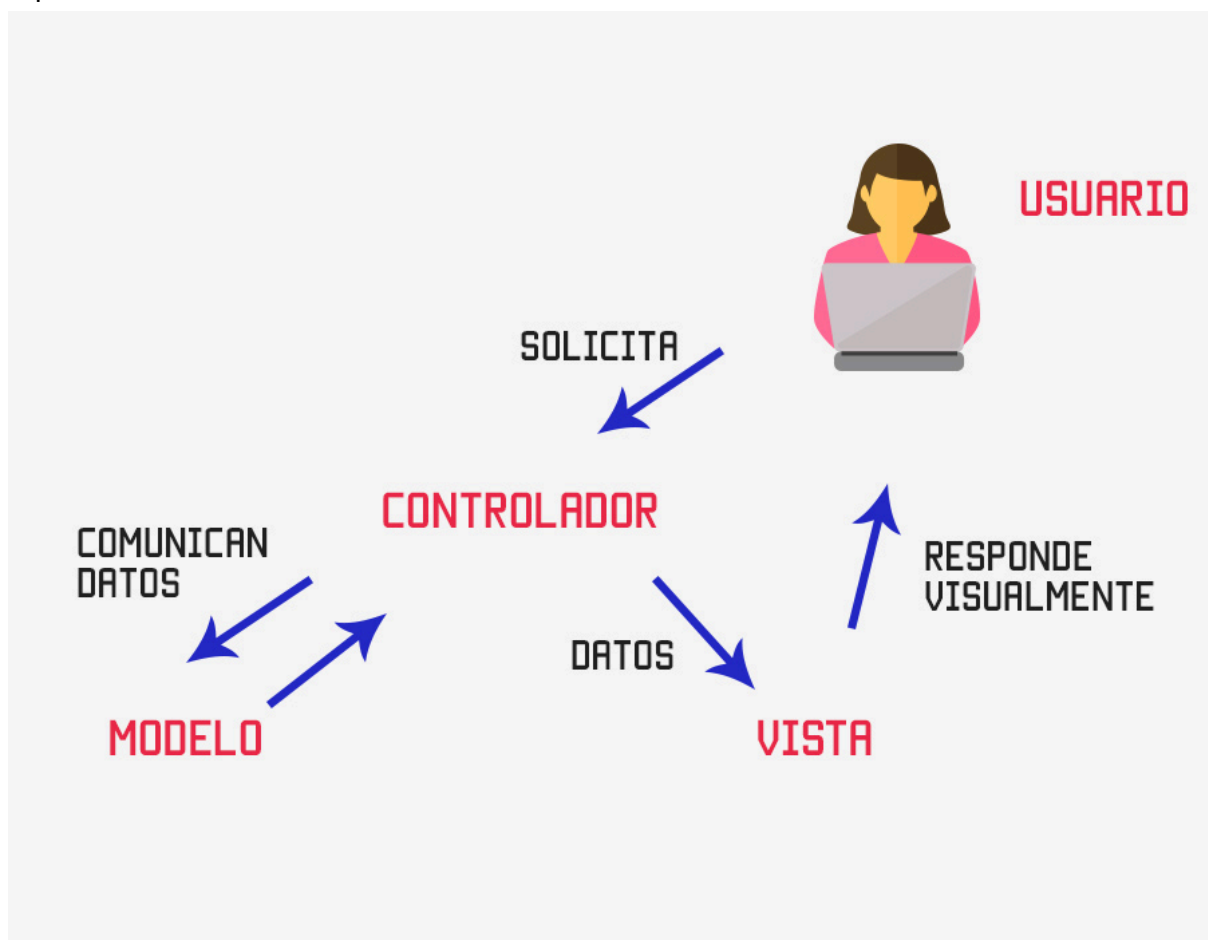 USUARIO
SOLICITA
CONTROLADOR
COMUNICAN
DATOS
RESPONDE
VISUALMENTE
DATOS
MODELO
VISTA